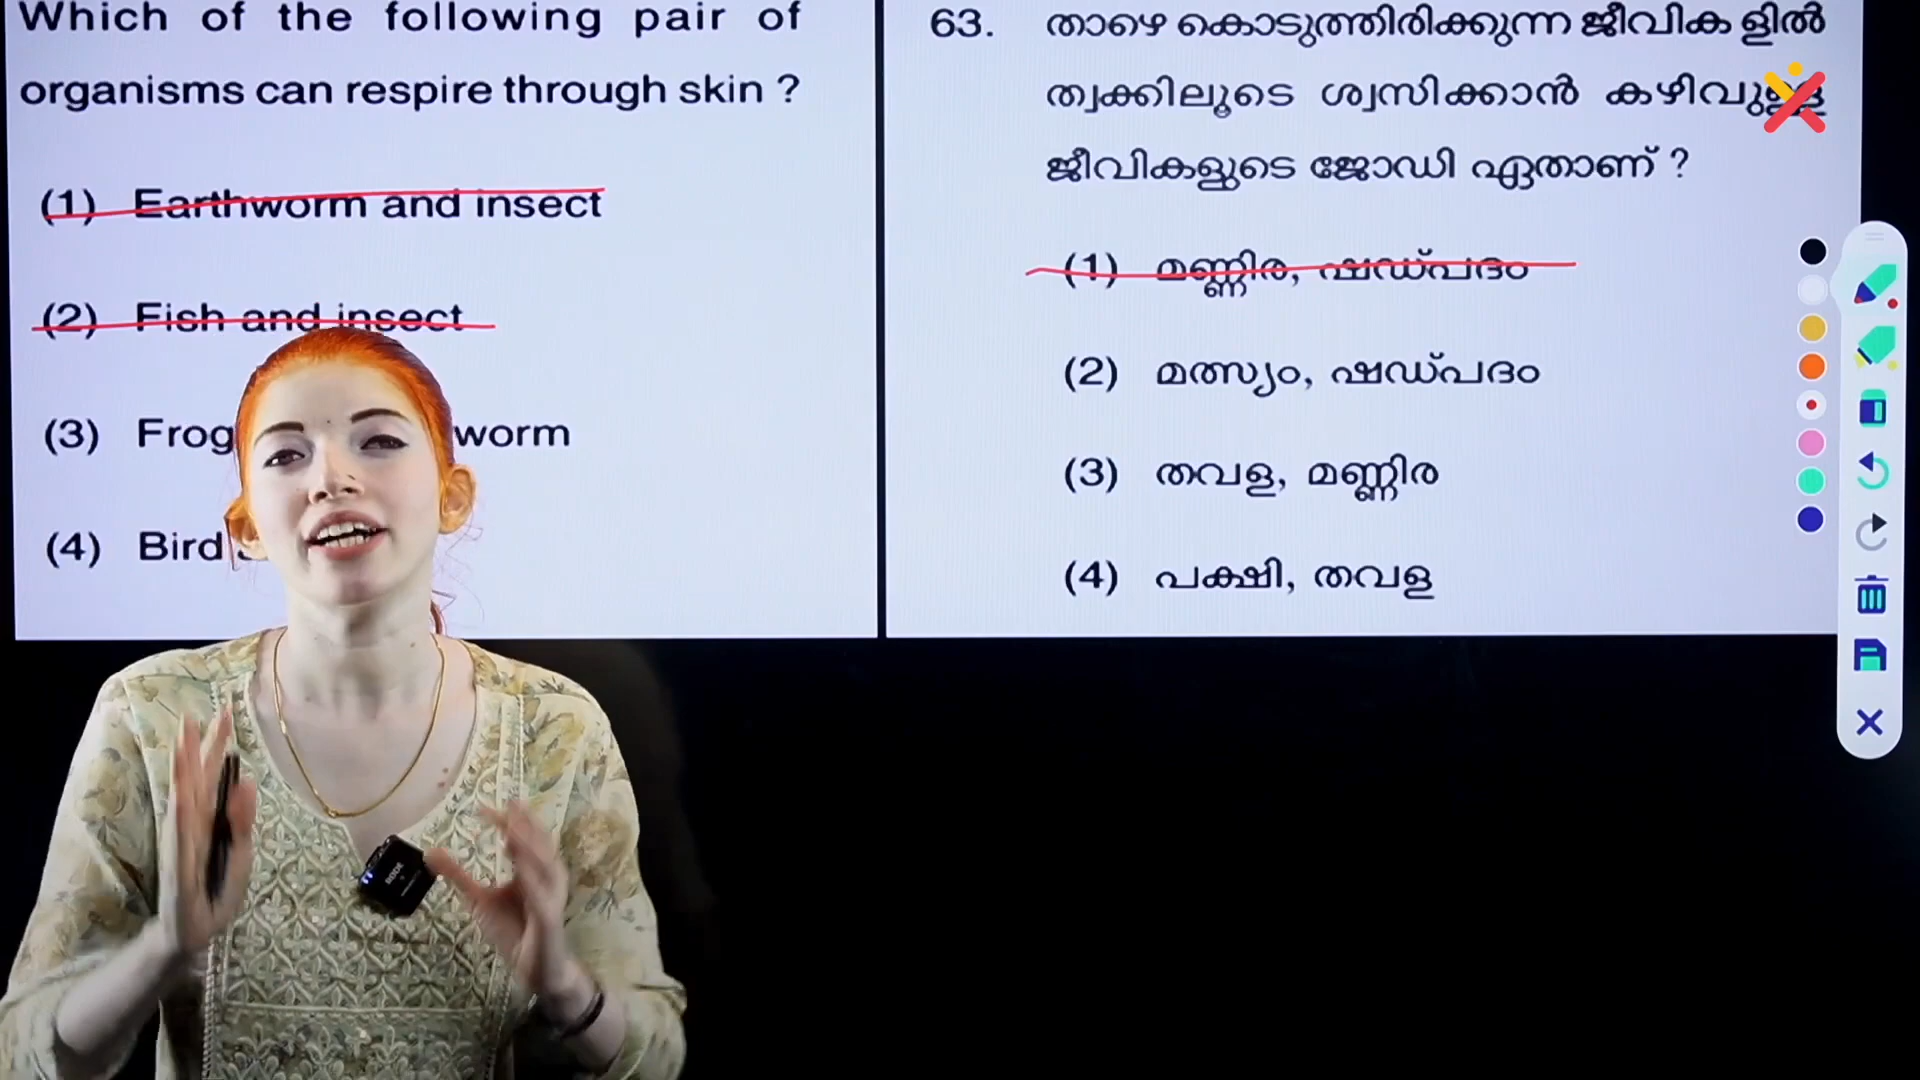 Which of the following pair of
organisms can respire through skin ?
(1) Earthworm and insect
(2) Fish and insect
(3) Frog worm
(4) Bird
63. താഴെ കൊടുത്തിരിക്കുന്ന ജീവിക ളിൽ
ത്വക്കിലൂടെ ശ്വസിക്കാൻ കഴിവുള്ള
ജീവികളുടെ ജോഡി ഏതാണ് ?
(1) മണ്ണിര, ഷഡ്പദം
(2) മത്സ്യം, ഷഡ്പദം
(3) തവള, മണ്ണിര
(4) പക്ഷി, തവള
RODE